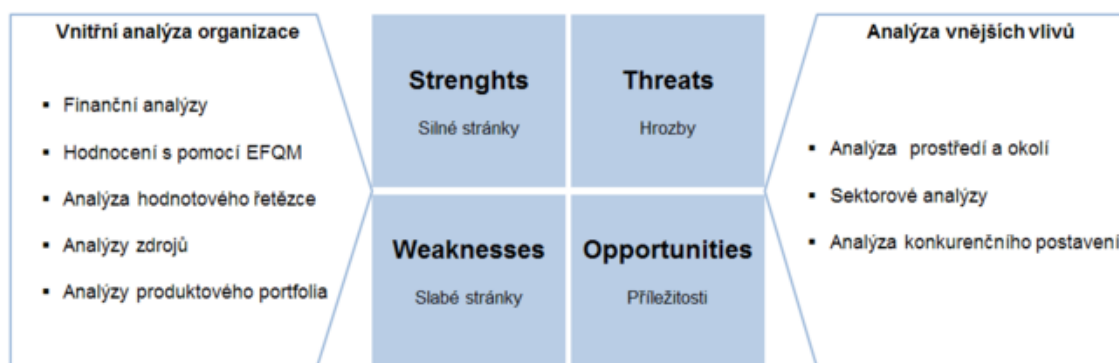 Vnitřní analýza organizace
▪ Finanční analýzy
▪ Hodnocení s pomocí EFQM
▪ Analýza hodnotového řetězce
▪ Analýzy zdrojů
▪ Analýzy produktového portfolia
Strenghts
Silné stránky
Threats
Hrozby
Weaknesses
Slabé stránky
Opportunities
Příležitosti
Analýza vnějších vlivů
▪ Analýza prostředí a okolí
▪ Sektorové analýzy
▪ Analýza konkurenčního postavení